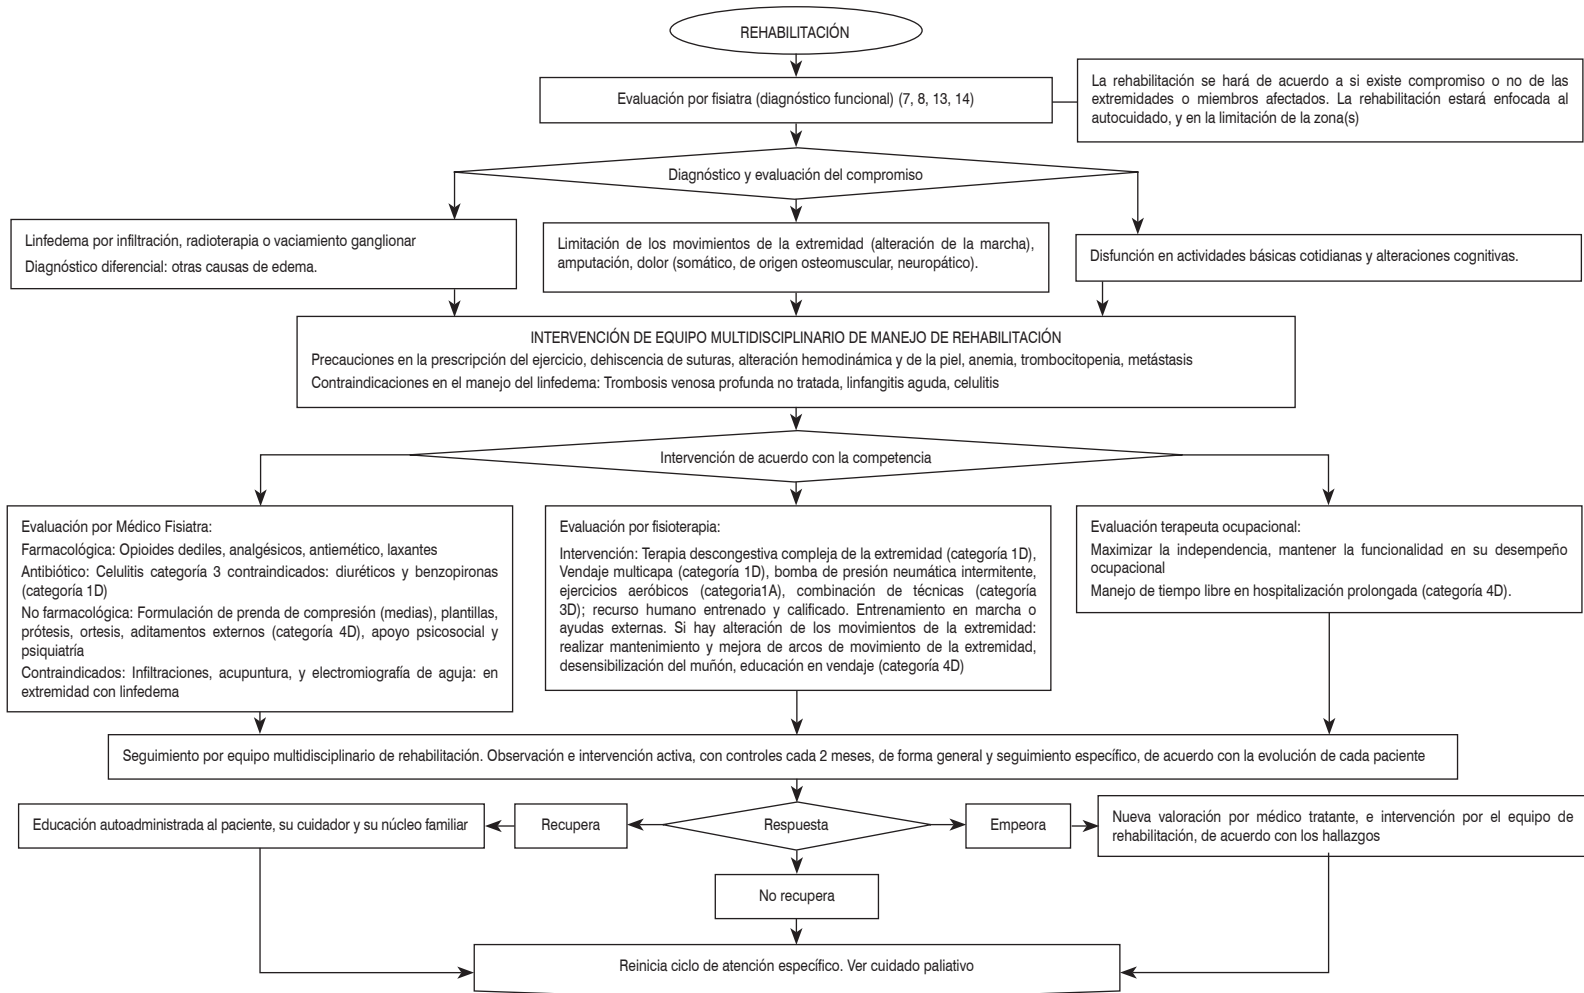 REHABILITACIÓN
Evaluación por fisiatra (diagnóstico funcional) (7, 8, 13, 14)
La rehabilitación se hará de acuerdo a si existe compromiso o no de las
extremidades o miembros afectados. La rehabilitación estará enfocada al
autocuidado, y en la limitación de la zona(s)
Diagnóstico y evaluación del compromiso
Linfedema por infiltración, radioterapia o vaciamiento ganglionar
Diagnóstico diferencial: otras causas de edema.
Limitación de los movimientos de la extremidad (alteración de la marcha),
amputación, dolor (somático, de origen osteomuscular, neuropático).
Disfunción en actividades básicas cotidianas y alteraciones cognitivas.
INTERVENCIÓN DE EQUIPO MULTIDISCIPLINARIO DE MANEJO DE REHABILITACIÓN
Precauciones en la prescripción del ejercicio, dehiscencia de suturas, alteración hemodinámica y de la piel, anemia, trombocitopenia, metástasis
Contraindicaciones en el manejo del linfedema: Trombosis venosa profunda no tratada, linfangitis aguda, celulitis
Intervención de acuerdo con la competencia
Evaluación por Médico Fisiatra:
Farmacológica: Opioides dediles, analgésicos, antiemético, laxantes
Antibiótico: Celulitis categoría 3 contraindicados: diuréticos y benzopironas
(categoría 1D)
No farmacológica: Formulación de prenda de compresión (medias), plantillas,
prótesis, ortesis, aditamentos externos (categoría 4D), apoyo psicosocial y
psiquiatría
Contraindicados: Infiltraciones, acupuntura, y electromiografía de aguja: en
extremidad con linfedema
Evaluación por fisioterapia:
Intervención: Terapia descongestiva compleja de la extremidad (categoría 1D),
Vendaje multicapa (categoría 1D), bomba de presión neumática intermitente,
ejercicios aeróbicos (categoria1A), combinación de técnicas (categoría
3D); recurso humano entrenado y calificado. Entrenamiento en marcha o
ayudas externas. Si hay alteración de los movimientos de la extremidad:
realizar mantenimiento y mejora de arcos de movimiento de la extremidad,
desensibilización del muñón, educación en vendaje (categoría 4D)
Evaluación terapeuta ocupacional:
Maximizar la independencia, mantener la funcionalidad en su desempeño
ocupacional
Manejo de tiempo libre en hospitalización prolongada (categoría 4D).
Seguimiento por equipo multidisciplinario de rehabilitación. Observación e intervención activa, con controles cada 2 meses, de forma general y seguimiento específico, de acuerdo con la evolución de cada paciente
Educación autoadministrada al paciente, su cuidador y su núcleo familiar
Recupera
Respuesta
Empeora
Nueva valoración por médico tratante, e intervención por el equipo de
rehabilitación, de acuerdo con los hallazgos
No recupera
Reinicia ciclo de atención específico. Ver cuidado paliativo